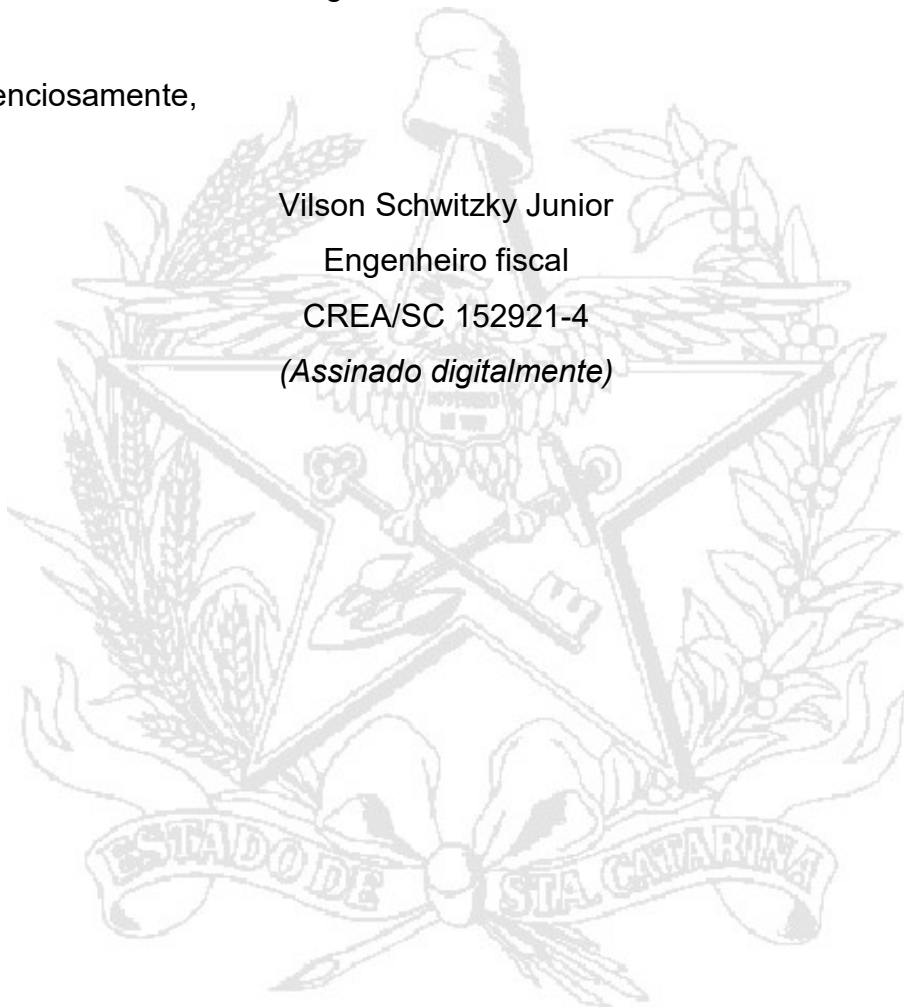 enciosamente,
Vilson Schwitzky Junior
Engenheiro fiscal
CREA/SC 152921-4
(Assinado digitalmente)
ESTADO DE STA. CATARINA